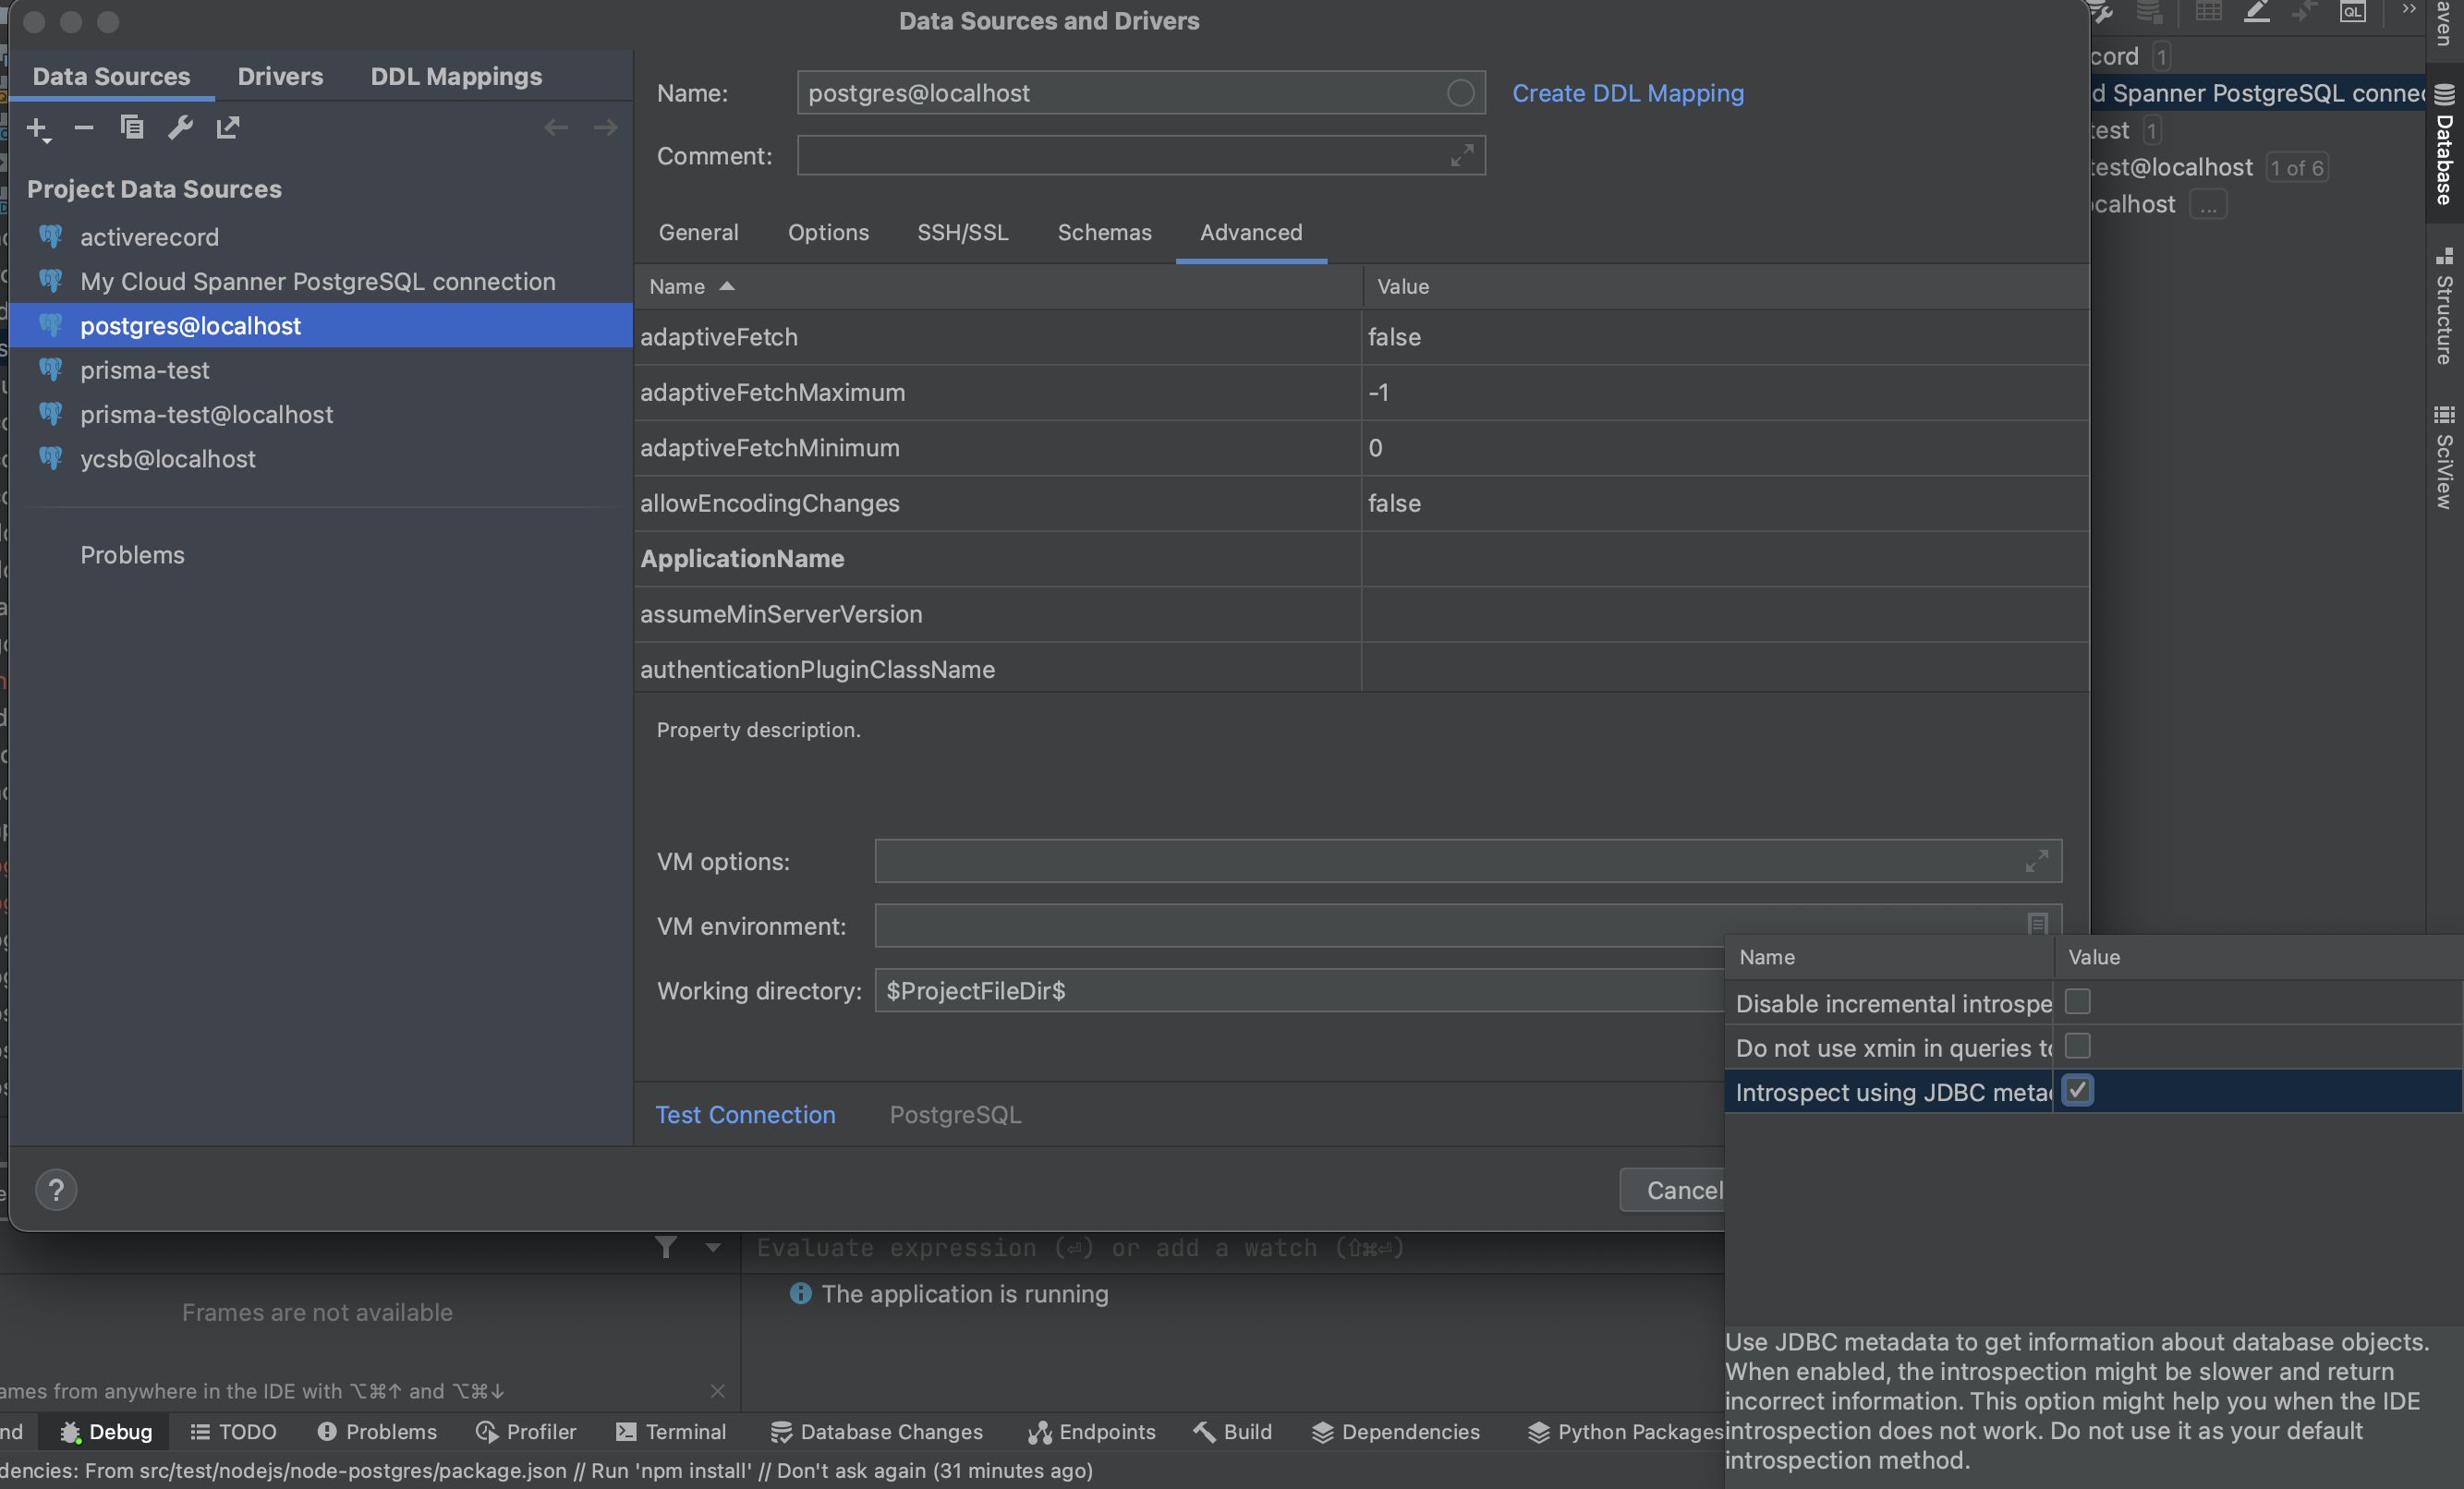 Data Sources and Drivers
Data Sources
Drivers
DDL Mappings
Project Data Sources
activerecord
My Cloud Spanner PostgreSQL connection
postgres@localhost
prisma-test
prisma-test@localhost
ycsb@localhost
Problems
Name:
postgres@localhost
Create DDL Mapping
Comment:
General
Options
SSH/SSL
Schemas
Advanced
Name
Value
adaptiveFetch
false
adaptiveFetchMaximum
-1
adaptiveFetchMinimum
0
allowEncodingChanges
false
ApplicationName
assumeMinServerVersion
authenticationPluginClassName
Property description.
VM options:
VM environment:
Working directory:
$ProjectFileDir$
Test Connection
PostgreSQL
?
Cancel
QL
cord 1
d Spanner PostgreSQL connec
test 1
test@localhost 1 of 6
ocalhost ...
aven
Database
Structure
SciView
Name
Value
Disable incremental introspe
Do not use xmin in queries to
Introspect using JDBC meta
Use JDBC metadata to get information about database objects.
When enabled, the introspection might be slower and return
incorrect information. This option might help you when the IDE
introspection does not work. Do not use it as your default
introspection method.
Evaluate expression (⏎) or add a watch (⇧⌘⏎)
The application is running
Frames are not available
ames from anywhere in the IDE with ⌥⌘↑ and ⌥⌘↓
nd
Debug
TODO
Problems
Profiler
Terminal
Database Changes
Endpoints
Build
Dependencies
Python Packages
dencies: From src/test/nodejs/node-postgres/package.json // Run 'npm install' // Don't ask again (31 minutes ago)